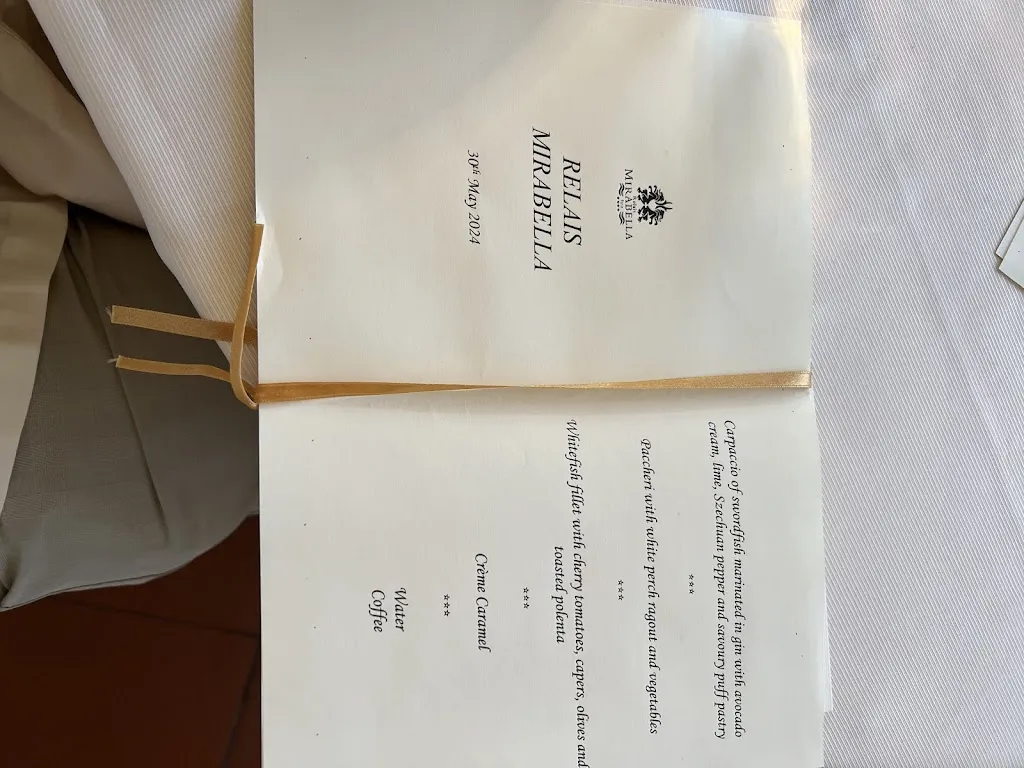 MIRABELLA
RELAIS
MIRABELLA
30th May 2024
Carpaccio of swordfish marinated in gin with avocado
cream, lime, Szechuan pepper and savoury puff pastry
***
Paccheri with white perch ragout and vegetables
***
Whitefish fillet with cherry tomatoes, capers, olives and
toasted polenta
***
Crème Caramel
***
Water
Coffee